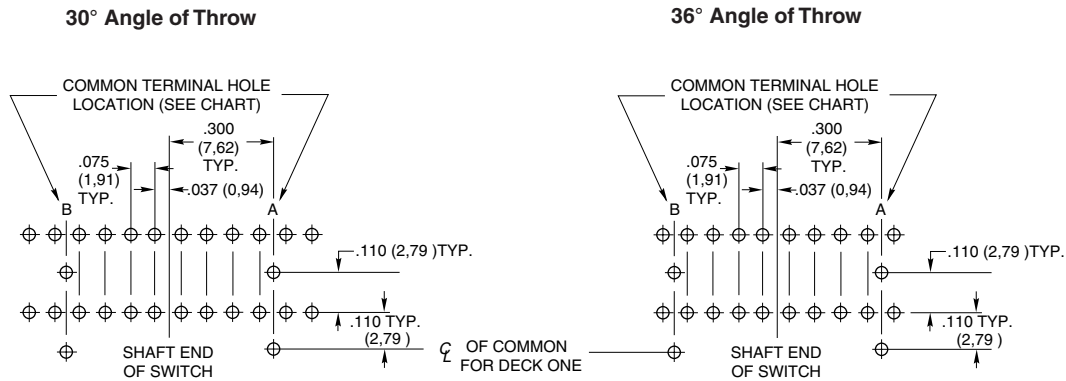 30° Angle of Throw
COMMON TERMINAL HOLE
LOCATION (SEE CHART)
.300
(7,62)
TYP.
.075
(1,91)
TYP.
.037 (0,94)
B
A
.110 (2,79 )TYP.
.110 TYP.
(2,79 )
SHAFT END
OF SWITCH
℄ OF COMMON
FOR DECK ONE
36° Angle of Throw
COMMON TERMINAL HOLE
LOCATION (SEE CHART)
.300
(7,62)
TYP.
.075
(1,91)
TYP.
.037 (0,94)
B
A
.110 (2,79 )TYP.
.110 TYP.
(2,79 )
SHAFT END
OF SWITCH